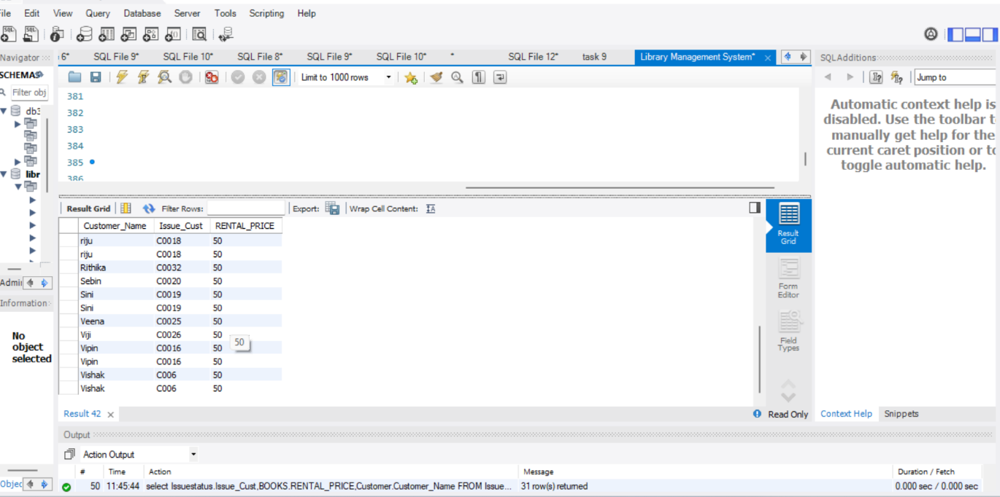 File Edit View Query Database Server Tools Scripting Help
Navigator 6* SQL File 9* SQL File 10* SQL File 8* SQL File 9* SQL File 10* * SQL File 12* task 9 Library Management System* SQLAdditions
SCHEMAS Limit to 1000 rows Jump to
Filter obj
db3
libr
381
382
383
384
385
386
Automatic context help is
disabled. Use the toolbar t
manually get help for the
current caret position or to
toggle automatic help.
Result Grid Filter Rows: Export: Wrap Cell Content: IA
Customer_Name Issue_Cust RENTAL_PRICE
riju C0018 50
riju C0018 50
Rithika C0032 50
Sebin C0020 50
Sini C0019 50
Sini C0019 50
Veena C0025 50
Viji C0026 50
50
Vipin C0016 50
Vipin C0016 50
Vishak C006 50
Vishak C006 50
Result
Grid
Form
Editor
Field
Types
Admii
Information
No
object
selected
Result 42 Read Only Context Help Snippets
Output
Action Output
# Time Action Message Duration / Fetch
Objec 50 11:45:44 select Issuestatus.Issue_Cust,BOOKS.RENTAL_PRICE,Customer.Customer_Name FROM Issue... 31 row(s) returned 0.000 sec / 0.000 sec